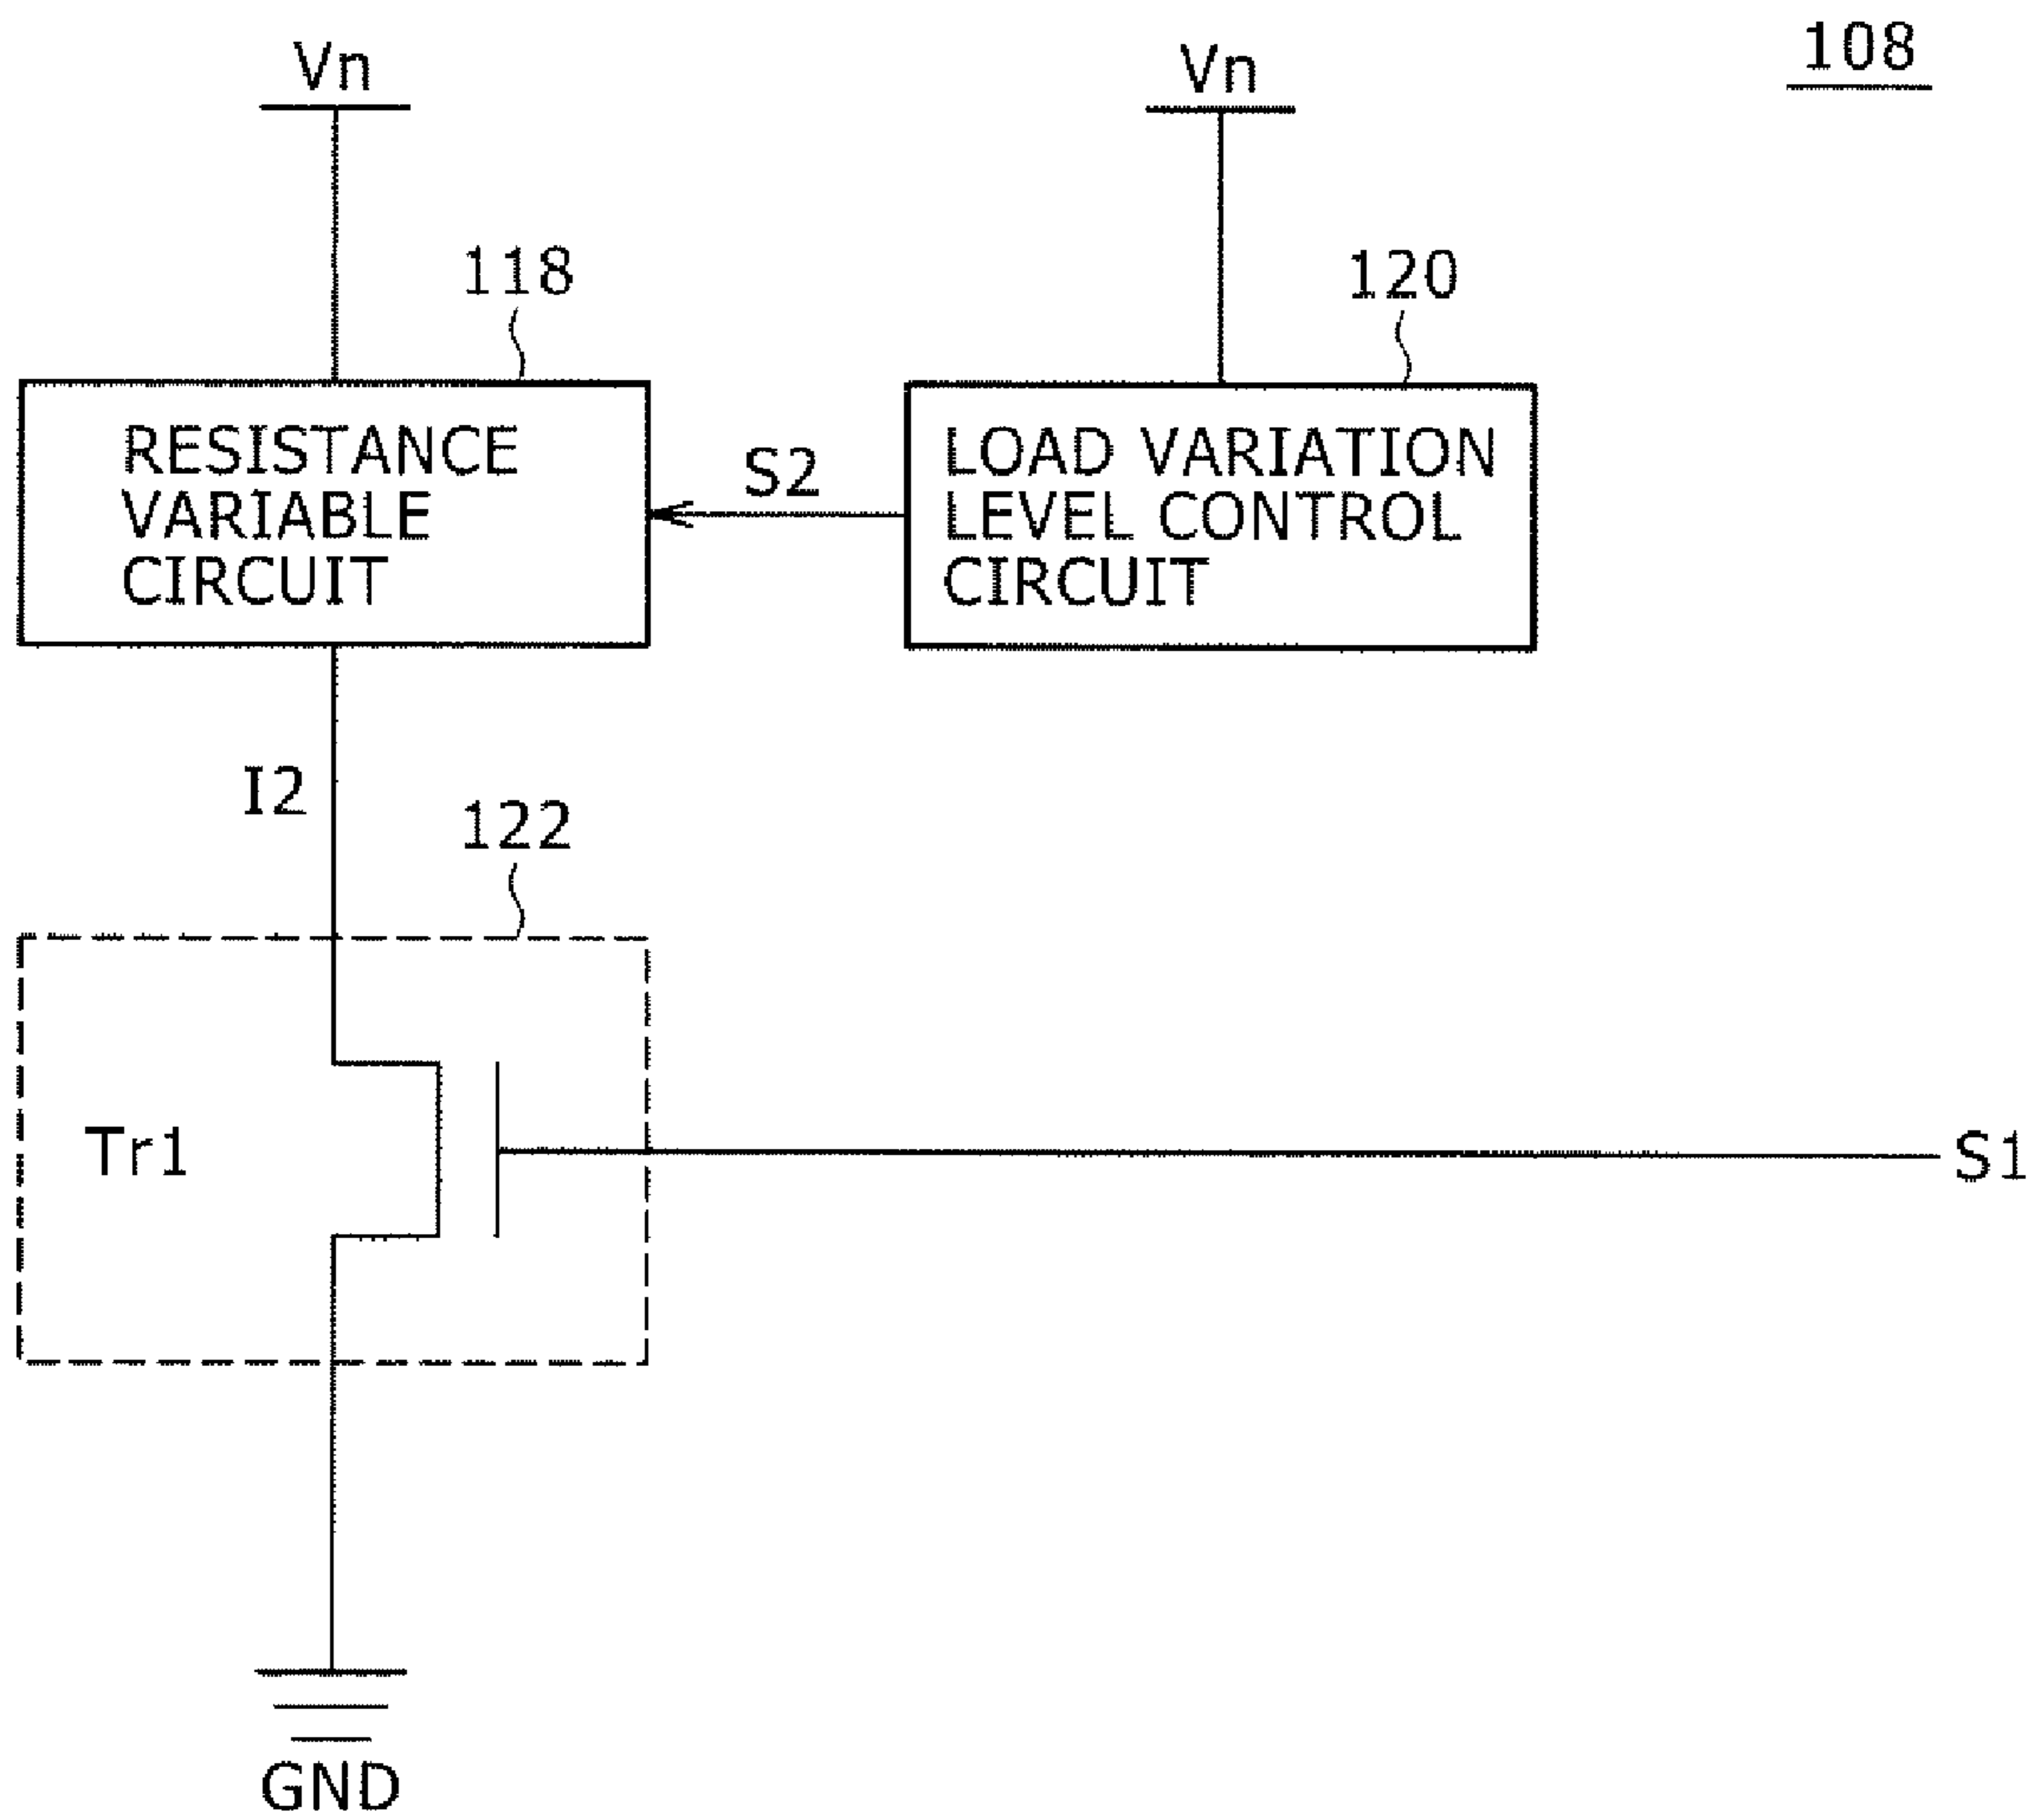 108
Vn
Vn
118
120
RESISTANCE
VARIABLE
CIRCUIT
S2
LOAD VARIATION
LEVEL CONTROL
CIRCUIT
I2
122
Tr1
S1
GND